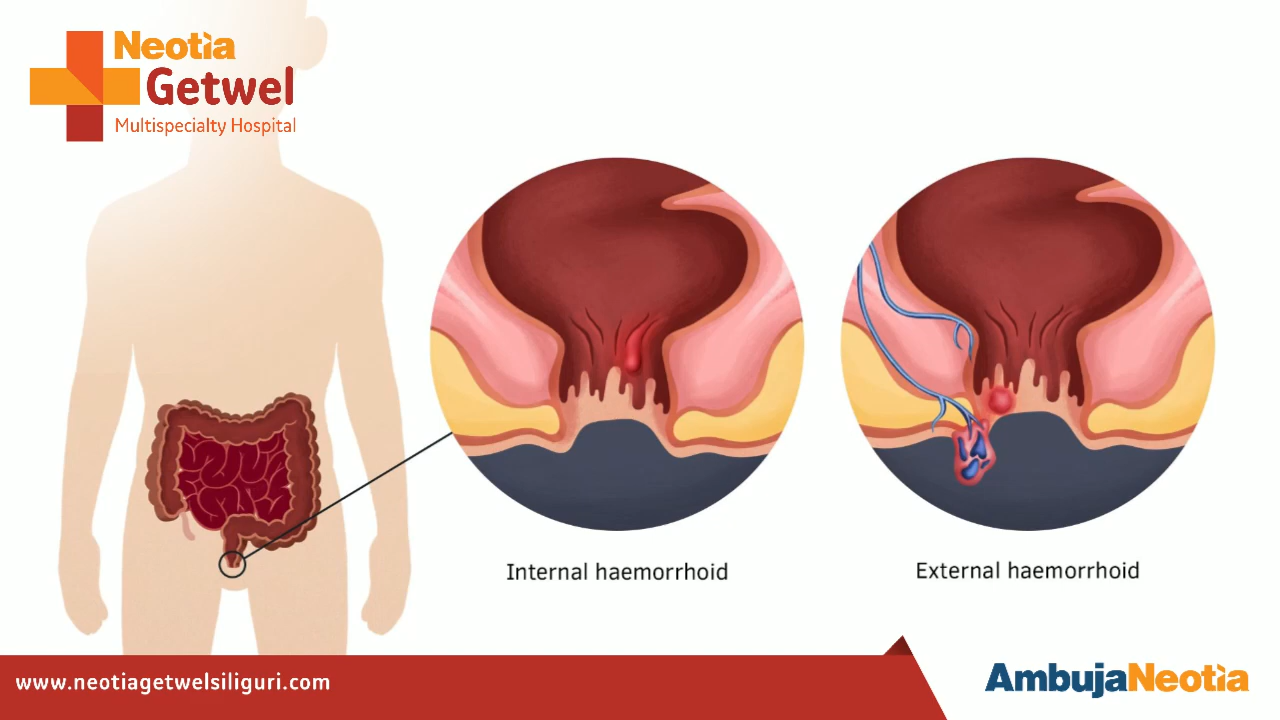 Neotia
Getwel
Multispecialty Hospital
Internal haemorrhoid
External haemorrhoid
www.neotiagetwelsiliguri.com
AmbujaNeotia